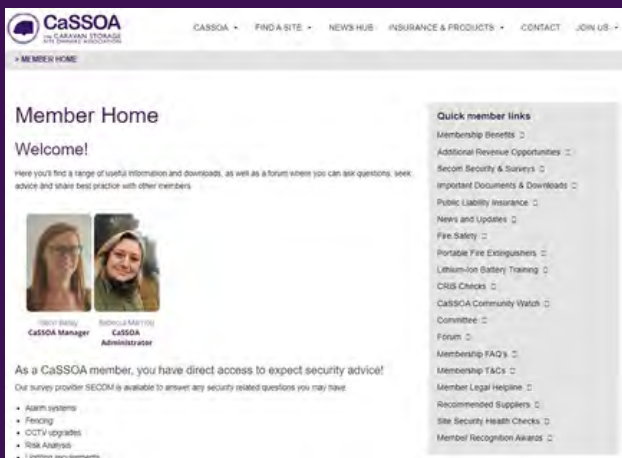 CaSSOA
THE CARAVAN STORAGE
SITE OWNERS' ASSOCIATION
CASSOA
FIND A SITE
NEWS HUB
INSURANCE & PRODUCTS
CONTACT
JOIN US
> MEMBER HOME
Member Home
Welcome!
Here you'll find a range of useful information and downloads, as well as a forum where you can ask questions, seek
advice and share best practice with other members.
CaSSOA Manager
CaSSOA
Administrator
As a CaSSOA member, you have direct access to expect security advice!
Our survey provider SECOM is available to answer any security related questions you may have
• Alarm systems
• Fencing
• CCTV upgrades
• Risk Analysis
• Lighting requirements
Quick member links
Membership Benefits
Additional Revenue Opportunities
Secom Security & Surveys
Important Documents & Downloads
Public Liability Insurance
News and Updates
Fire Safety
Portable Fire Extinguishers
Lithium-Ion Battery Training
CRiS Checks
CaSSOA Community Watch
Committee
Forum
Membership FAQ's
Membership T&Cs
Member Legal Helpline
Recommended Suppliers
Site Security Health Checks
Member Recognition Awards